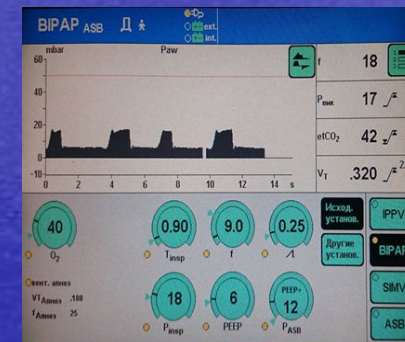 BIPAP ASB Д
ext.
int.
mbar Paw
60
40
20
0
-10
0 2 4 6 8 10 12 14 s
f 18
Pпик 17
etCO₂ 42
VT .320
40
O₂
0.90
Tinsp
9.0
f
0.25
18
Pinsp
6
PEEP
PEEP+
12
PASB
Исход.
установ.
Другие
установ.
IPPV
BIPAP
SIMV
ASB
вент. апноэ
VTАпноэ .180
fАпноэ 25